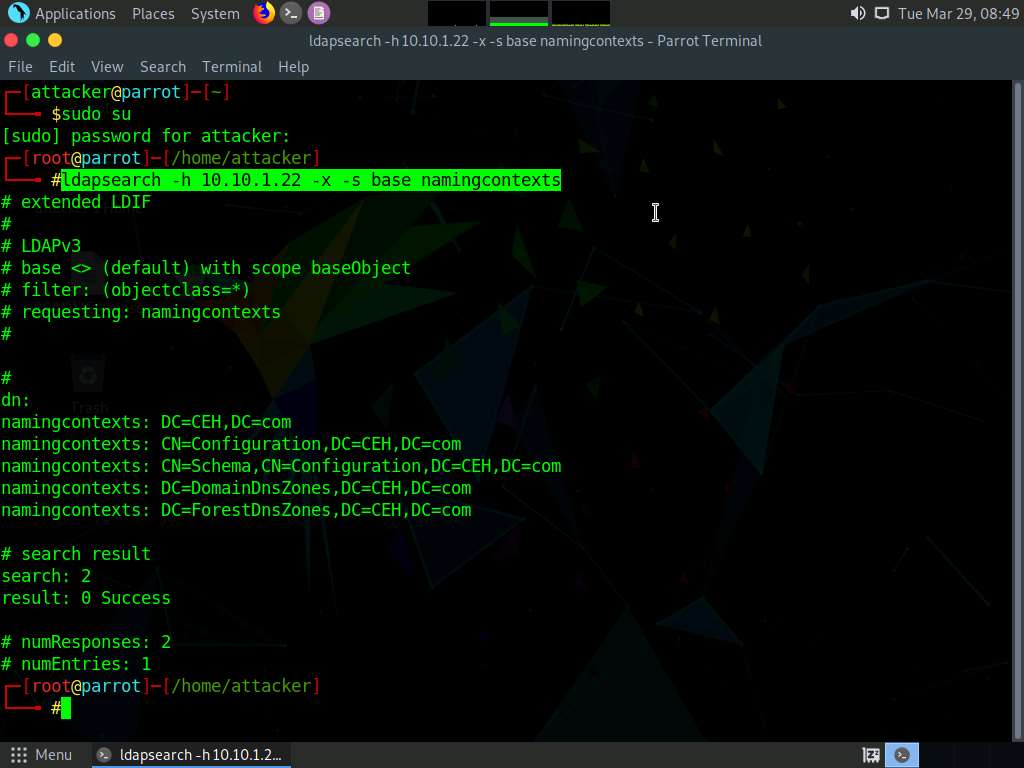 Applications Places System Tue Mar 29, 08:49
ldapsearch -h 10.10.1.22 -x -s base namingcontexts - Parrot Terminal
File Edit View Search Terminal Help
[attacker@parrot]─[~]
$sudo su
[sudo] password for attacker:
[root@parrot]─[/home/attacker]
#ldapsearch -h 10.10.1.22 -x -s base namingcontexts
# extended LDIF
#
# LDAPv3
# base <> (default) with scope baseObject
# filter: (objectclass=*)
# requesting: namingcontexts
#
#
dn:
namingcontexts: DC=CEH,DC=com
namingcontexts: CN=Configuration,DC=CEH,DC=com
namingcontexts: CN=Schema,CN=Configuration,DC=CEH,DC=com
namingcontexts: DC=DomainDnsZones,DC=CEH,DC=com
namingcontexts: DC=ForestDnsZones,DC=CEH,DC=com
# search result
search: 2
result: 0 Success
# numResponses: 2
# numEntries: 1
[root@parrot]─[/home/attacker]
#
Trash
Menu ldapsearch -h 10.10.1.2...